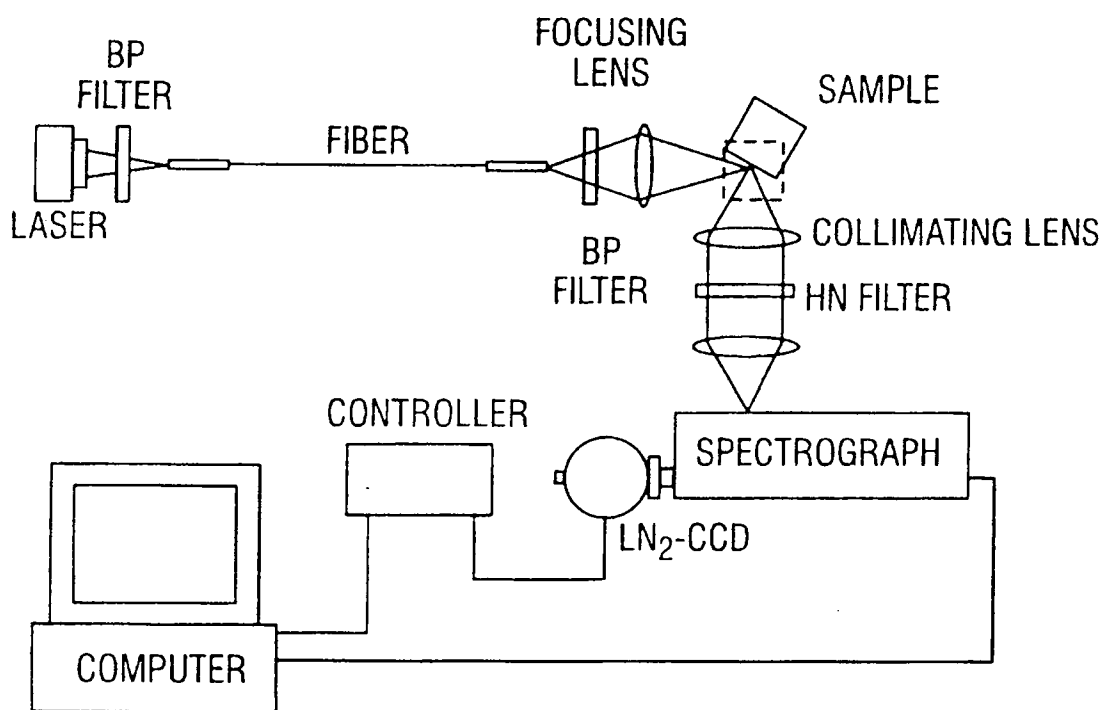 BP
FILTER
FOCUSING
LENS
SAMPLE
FIBER
LASER
BP
FILTER
COLLIMATING LENS
HN FILTER
CONTROLLER
SPECTROGRAPH
LN₂-CCD
COMPUTER